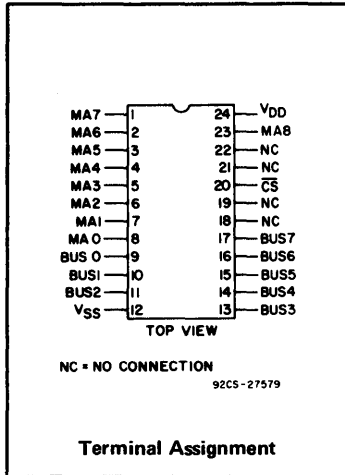 MA7 1 24 VDD
MA6 2 23 MA8
MA5 3 22 NC
MA4 4 21 NC
MA3 5 20 CS
MA2 6 19 NC
MA1 7 18 NC
MA0 8 17 BUS7
BUS 0 9 16 BUS6
BUS1 10 15 BUS5
BUS2 11 14 BUS4
VSS 12 13 BUS3
TOP VIEW
NC = NO CONNECTION
92CS-27579
Terminal Assignment